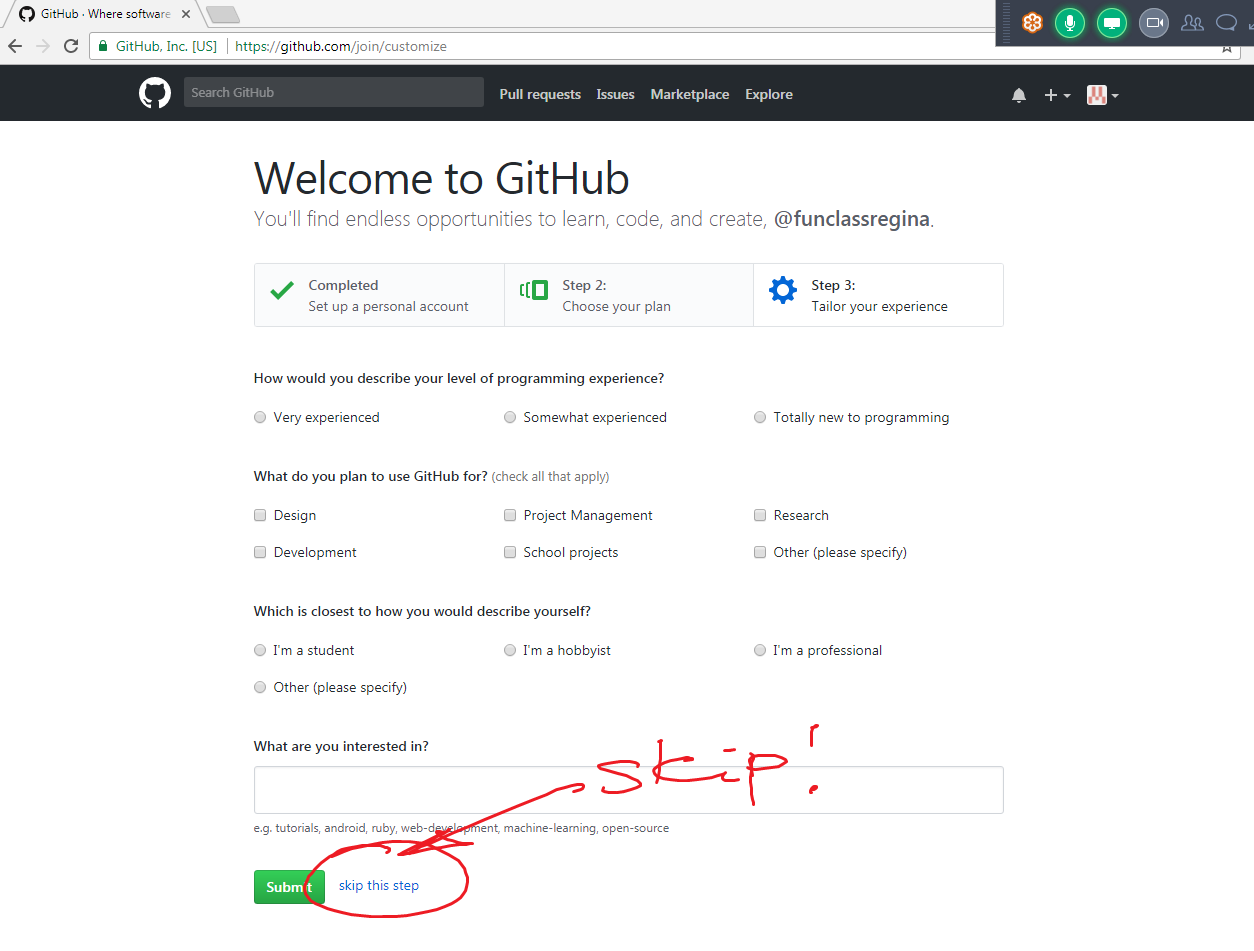 GitHub · Where software
GitHub, Inc. [US] https://github.com/join/customize
Search GitHub Pull requests Issues Marketplace Explore
Welcome to GitHub
You'll find endless opportunities to learn, code, and create, @funclassregina.
Completed
Set up a personal account
Step 2:
Choose your plan
Step 3:
Tailor your experience
How would you describe your level of programming experience?
Very experienced Somewhat experienced Totally new to programming
What do you plan to use GitHub for? (check all that apply)
Design Project Management Research
Development School projects Other (please specify)
Which is closest to how you would describe yourself?
I'm a student I'm a hobbyist I'm a professional
Other (please specify)
What are you interested in?
skip!
e.g. tutorials, android, ruby, web-development, machine-learning, open-source
Submit skip this step